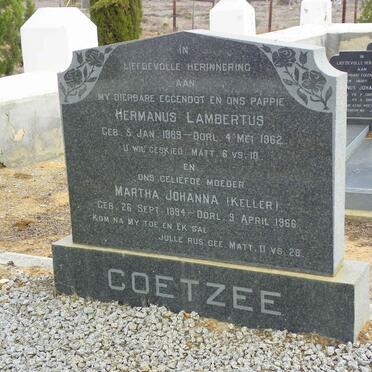 IN
LIEFDEVOLLE HERINNERING
AAN
MY DIERBARE EGGENOOT EN ONS PAPPIE
HERMANUS LAMBERTUS
GEB. 5 JAN. 1889 – OORL. 4 MEI 1962
U WIL GESKIED. MATT. 6 VS. 10
EN
ONS GELIEFDE MOEDER
MARTHA JOHANNA (KELLER)
GEB. 26 SEPT. 1894 – OORL. 9 APRIL 1966
KOM NA MY TOE EN EK SAL
JULLE RUS GEE. MATT. 11 VS. 28
COETZEE